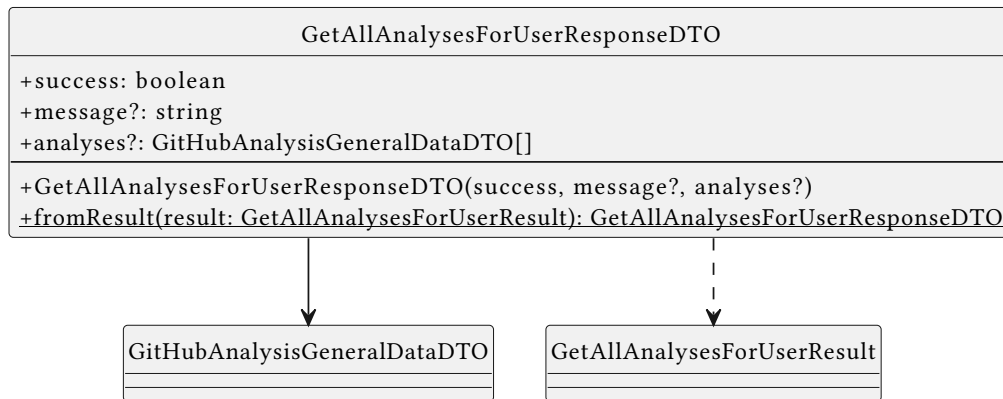 GetAllAnalysesForUserResponseDTO
+success: boolean
+message?: string
+analyses?: GitHubAnalysisGeneralDataDTO[]
+GetAllAnalysesForUserResponseDTO(success, message?, analyses?)
+fromResult(result: GetAllAnalysesForUserResult): GetAllAnalysesForUserResponseDTO
GitHubAnalysisGeneralDataDTO
GetAllAnalysesForUserResult